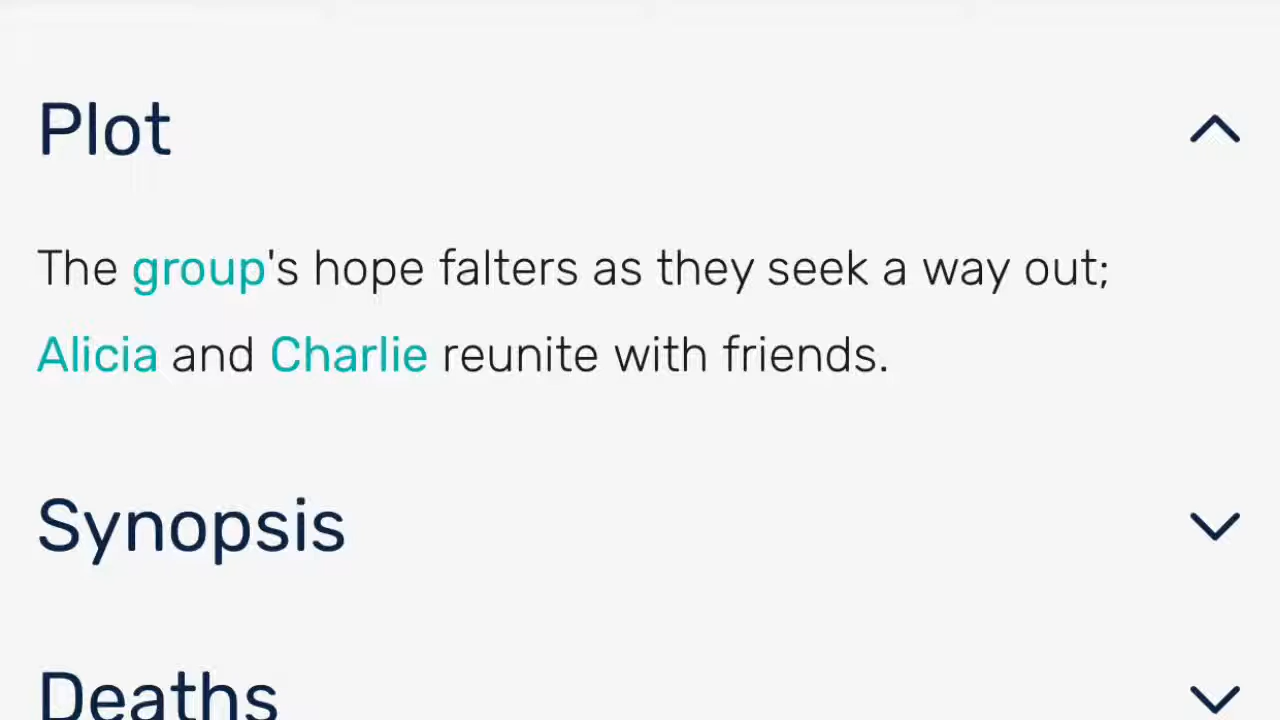 Plot
The group's hope falters as they seek a way out;
Alicia and Charlie reunite with friends.
Synopsis
Deaths